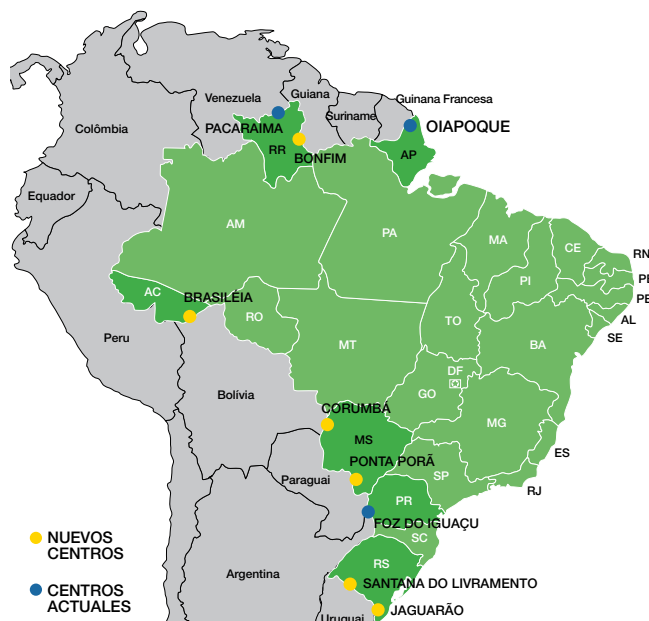 Venezuela
Guiana
Guinana Francesa
Suriname
Colômbia
PACARAIMA
OIAPOQUE
RR
BONFIM
AP
Equador
AM
PA
MA
CE
RN
PI
PB
PE
AC
BRASILÉIA
RO
TO
AL
SE
Peru
MT
BA
DF
GO
Bolívia
CORUMBÁ
MS
MG
ES
PONTA PORÃ
SP
RJ
Paraguai
PR
FOZ DO IGUAÇU
SC
NUEVOS
CENTROS
RS
Argentina
SANTANA DO LIVRAMENTO
CENTROS
ACTUALES
JAGUARÃO
Uruguai